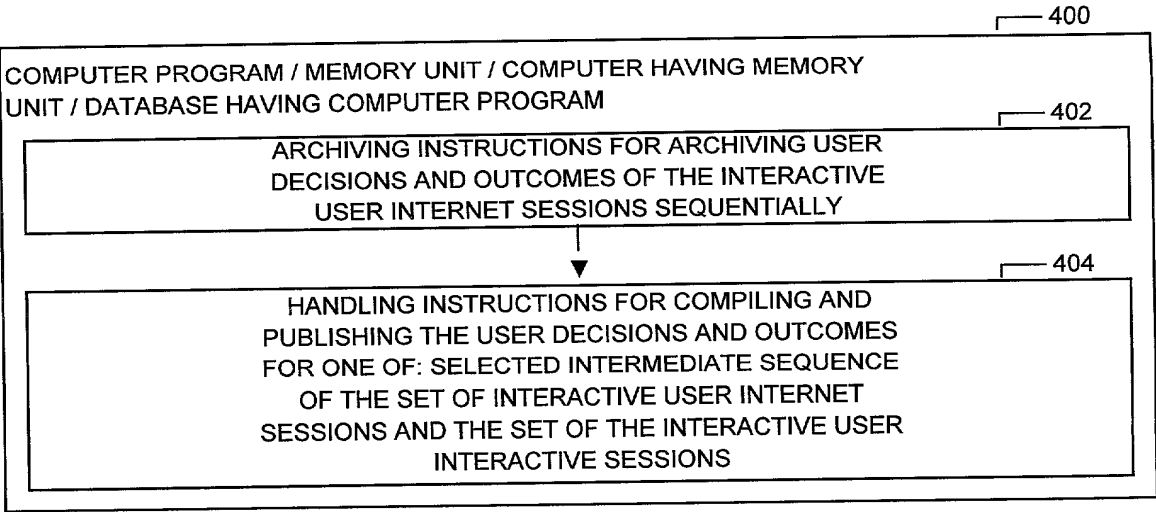 400
COMPUTER PROGRAM / MEMORY UNIT / COMPUTER HAVING MEMORY
UNIT / DATABASE HAVING COMPUTER PROGRAM
402
ARCHIVING INSTRUCTIONS FOR ARCHIVING USER
DECISIONS AND OUTCOMES OF THE INTERACTIVE
USER INTERNET SESSIONS SEQUENTIALLY
404
HANDLING INSTRUCTIONS FOR COMPILING AND
PUBLISHING THE USER DECISIONS AND OUTCOMES
FOR ONE OF: SELECTED INTERMEDIATE SEQUENCE
OF THE SET OF INTERACTIVE USER INTERNET
SESSIONS AND THE SET OF THE INTERACTIVE USER
INTERACTIVE SESSIONS